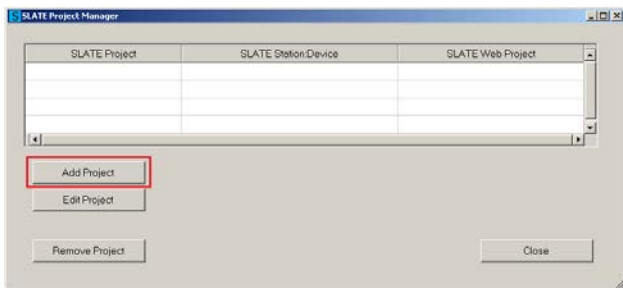 SLATE Project Manager
SLATE Project SLATE Station:Device SLATE Web Project
Add Project
Edit Project
Remove Project Close